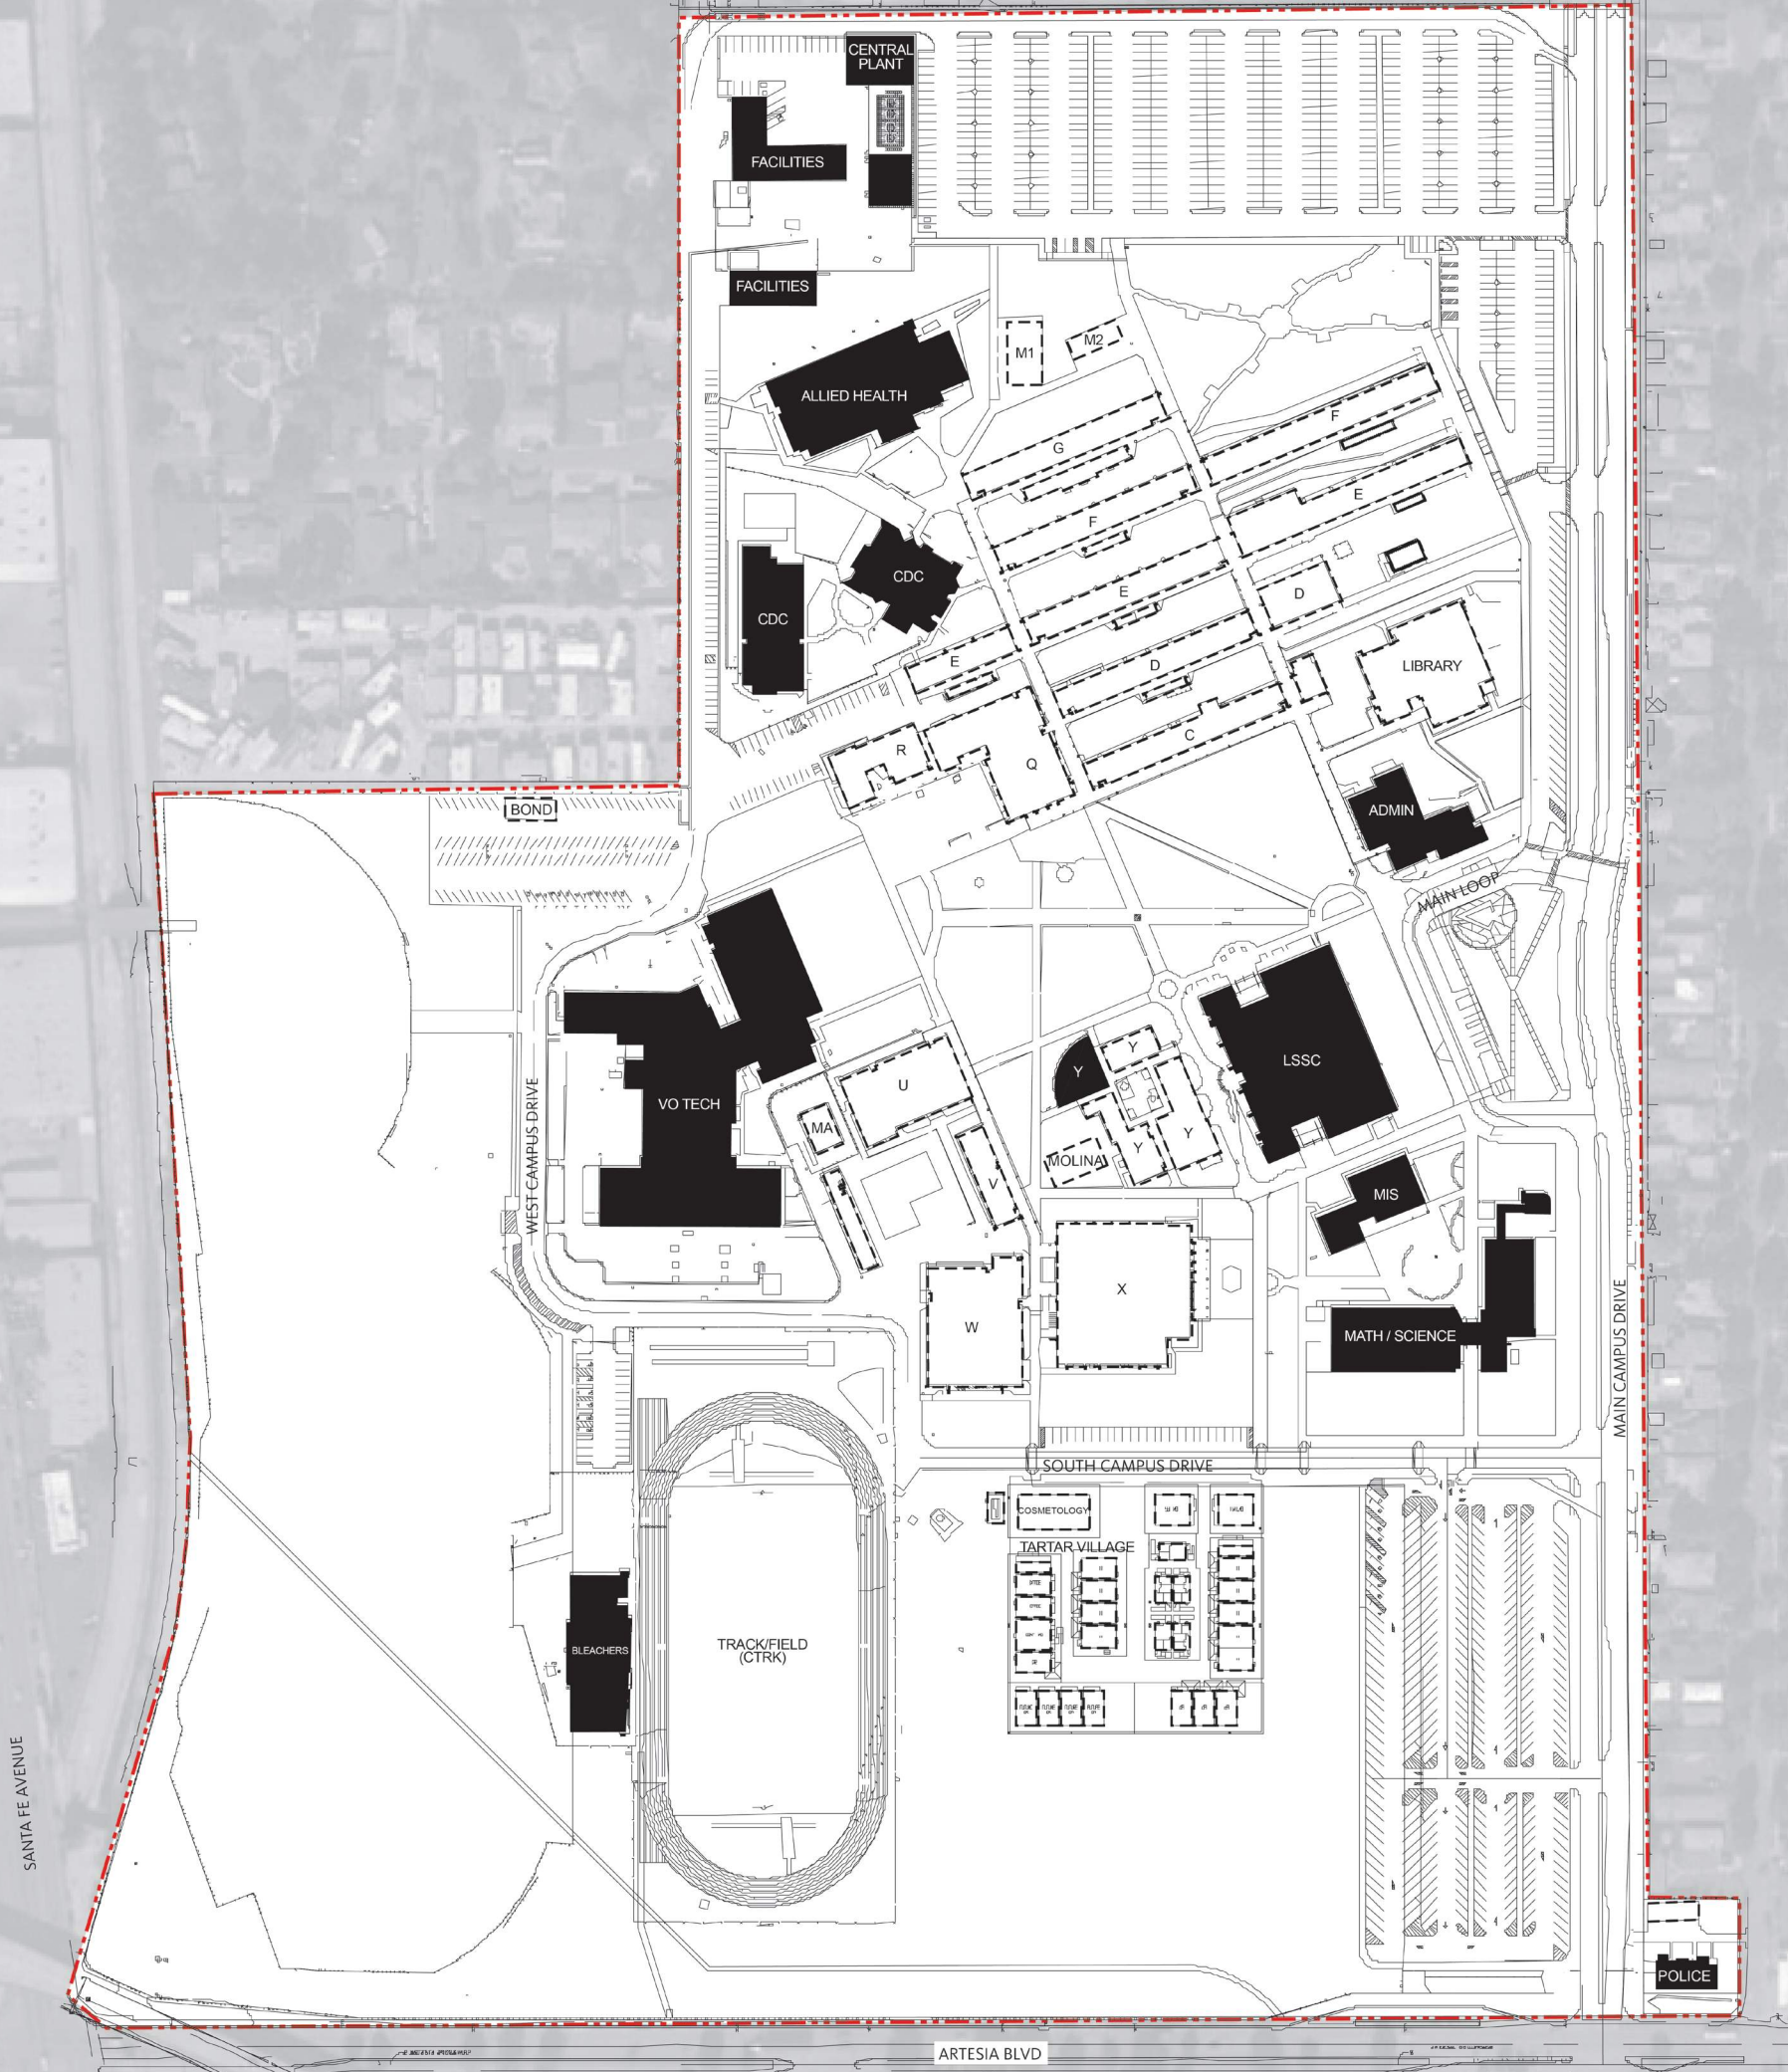 CENTRAL
PLANT
FACILITIES
FACILITIES
M1
M2
ALLIED HEALTH
F
G
E
F
CDC
E
D
CDC
E
D
LIBRARY
C
R
Q
BOND
ADMIN
MAIN LOOP
LSSC
Y
Y
U
VO TECH
MA
Y
Y
MOLINA
WEST CAMPUS DRIVE
V
MIS
X
W
MATH / SCIENCE
MAIN CAMPUS DRIVE
SOUTH CAMPUS DRIVE
COSMETOLOGY
TARTAR VILLAGE
BLEACHERS
TRACK/FIELD
(CTRK)
SANTA FE AVENUE
POLICE
ARTESIA BLVD